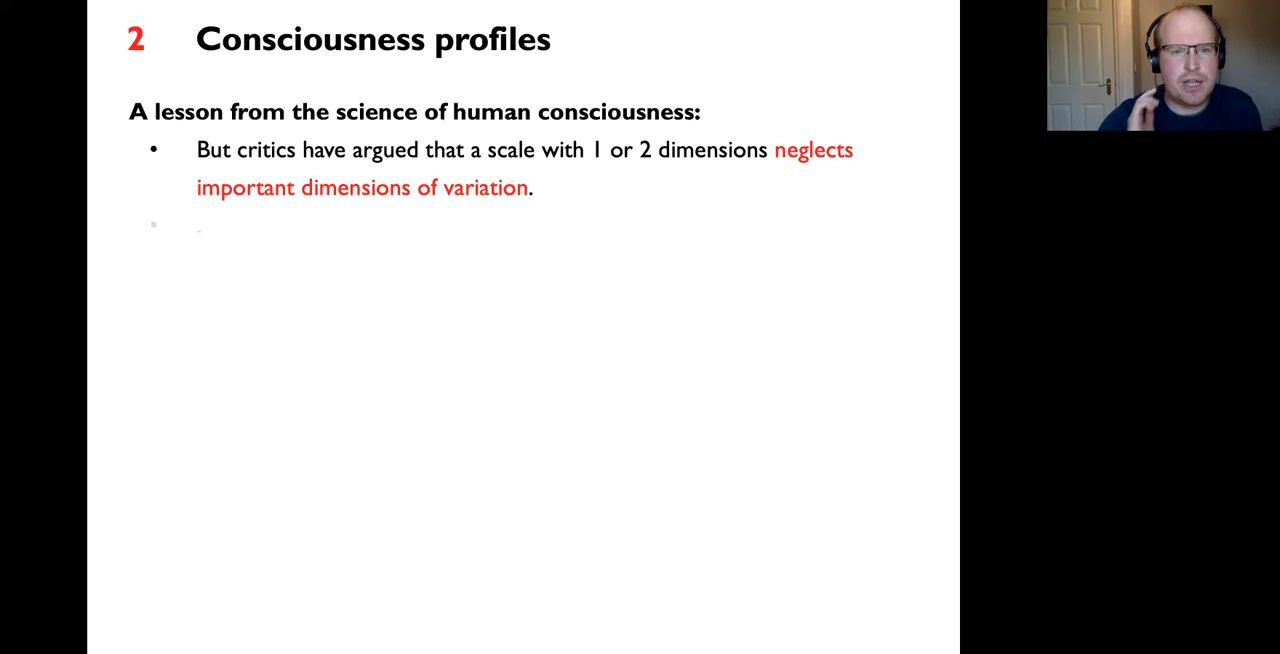 2 Consciousness profiles
A lesson from the science of human consciousness:
• But critics have argued that a scale with 1 or 2 dimensions neglects
important dimensions of variation.
• .